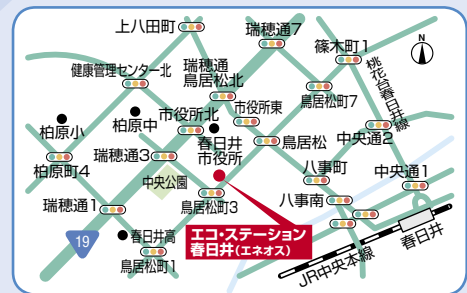 上八田町
瑞穂通7
篠木町1
N
健康管理センター北
瑞穂通
鳥居松北
桃花台春日井線
鳥居松町7
柏原小
柏原中
市役所北
市役所東
春日井
市役所
鳥居松
中央通2
柏原町4
瑞穂通3
中央公園
八事町
中央通1
瑞穂通1
鳥居松町3
八事南
エコ・ステーション
春日井(エネオス)
19
春日井高
鳥居松町1
JR中央本線
春日井